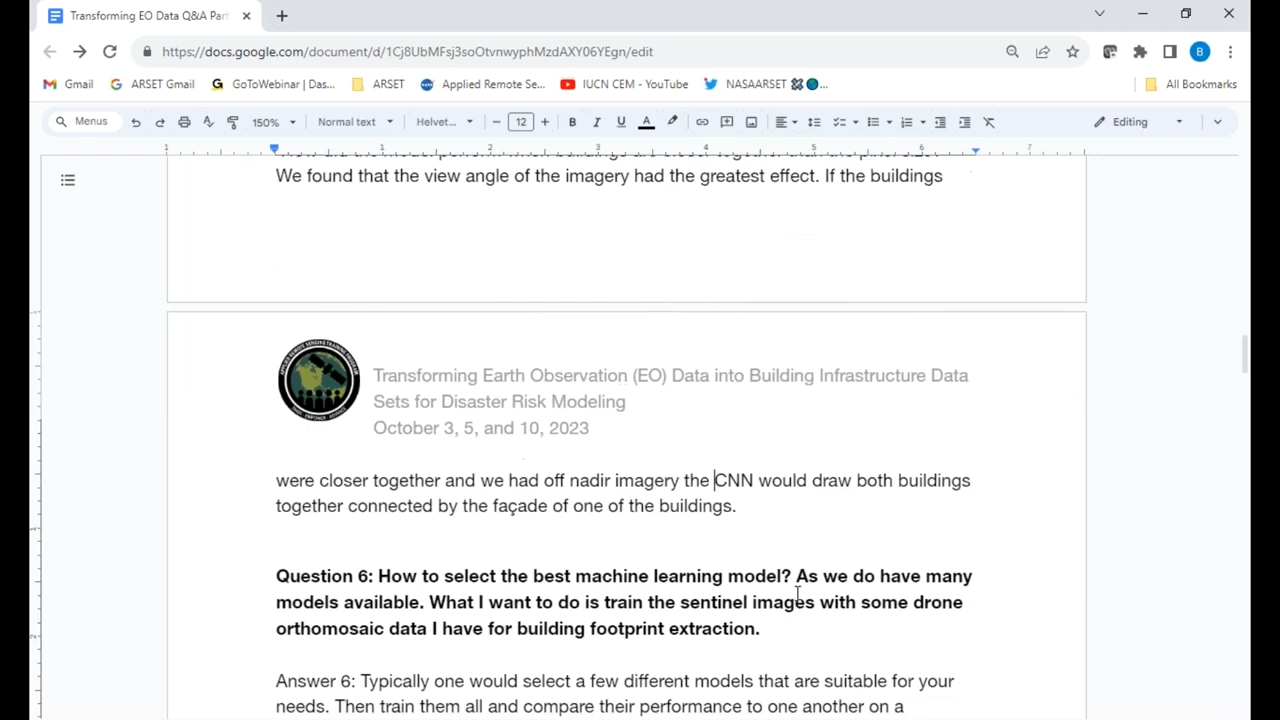 Transforming EO Data Q&A Part
https://docs.google.com/document/d/1Cj8UbMFsj3soOtvnwyphMzdAXY06YEgn/edit
B
Gmail
ARSET Gmail
GoToWebinar | Das...
ARSET
Applied Remote Se...
IUCN CEM - YouTube
NASAARSET
All Bookmarks
Menus
150%
Normal text
Helvet...
12
B
I
U
A
Editing
1
1
2
3
4
5
6
7
We found that the view angle of the imagery had the greatest effect. If the buildings
Transforming Earth Observation (EO) Data into Building Infrastructure Data
Sets for Disaster Risk Modeling
October 3, 5, and 10, 2023
were closer together and we had off nadir imagery the CNN would draw both buildings
together connected by the façade of one of the buildings.
Question 6: How to select the best machine learning model? As we do have many
models available. What I want to do is train the sentinel images with some drone
orthomosaic data I have for building footprint extraction.
Answer 6: Typically one would select a few different models that are suitable for your
needs. Then train them all and compare their performance to one another on a